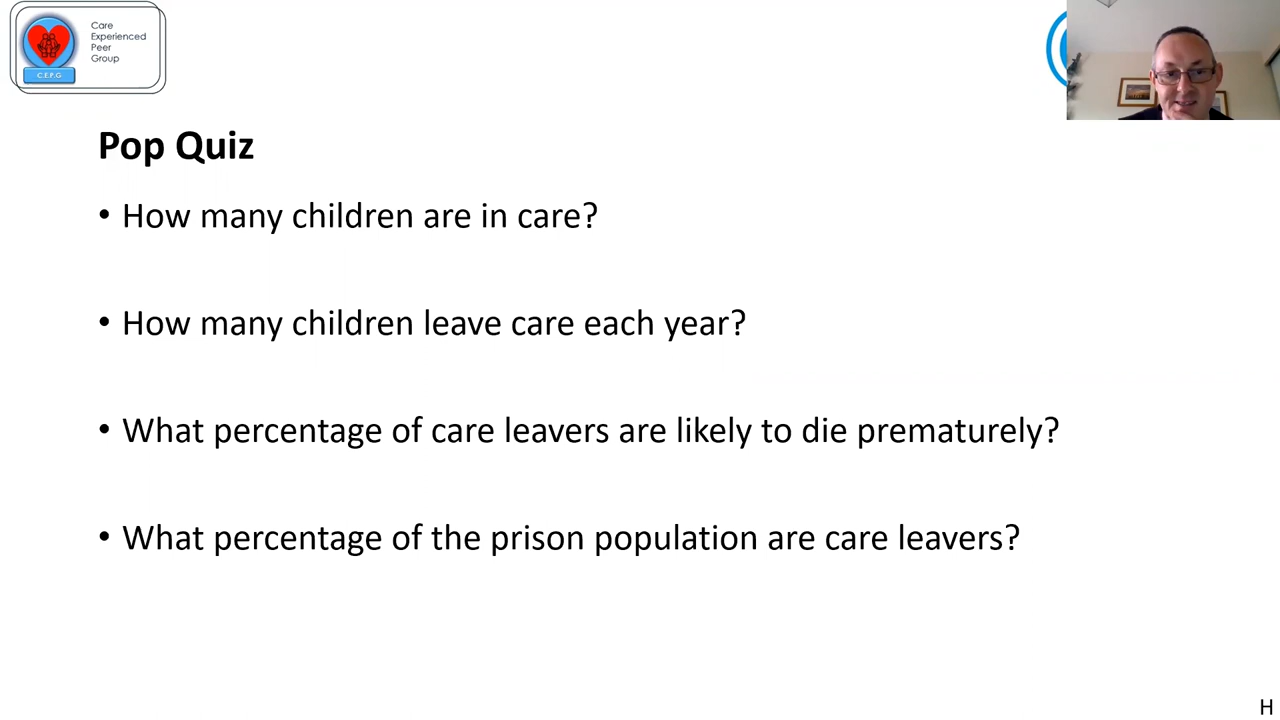 Care
Experienced
Peer
Group
C.E.P.G
Pop Quiz
• How many children are in care?
• How many children leave care each year?
• What percentage of care leavers are likely to die prematurely?
• What percentage of the prison population are care leavers?
H